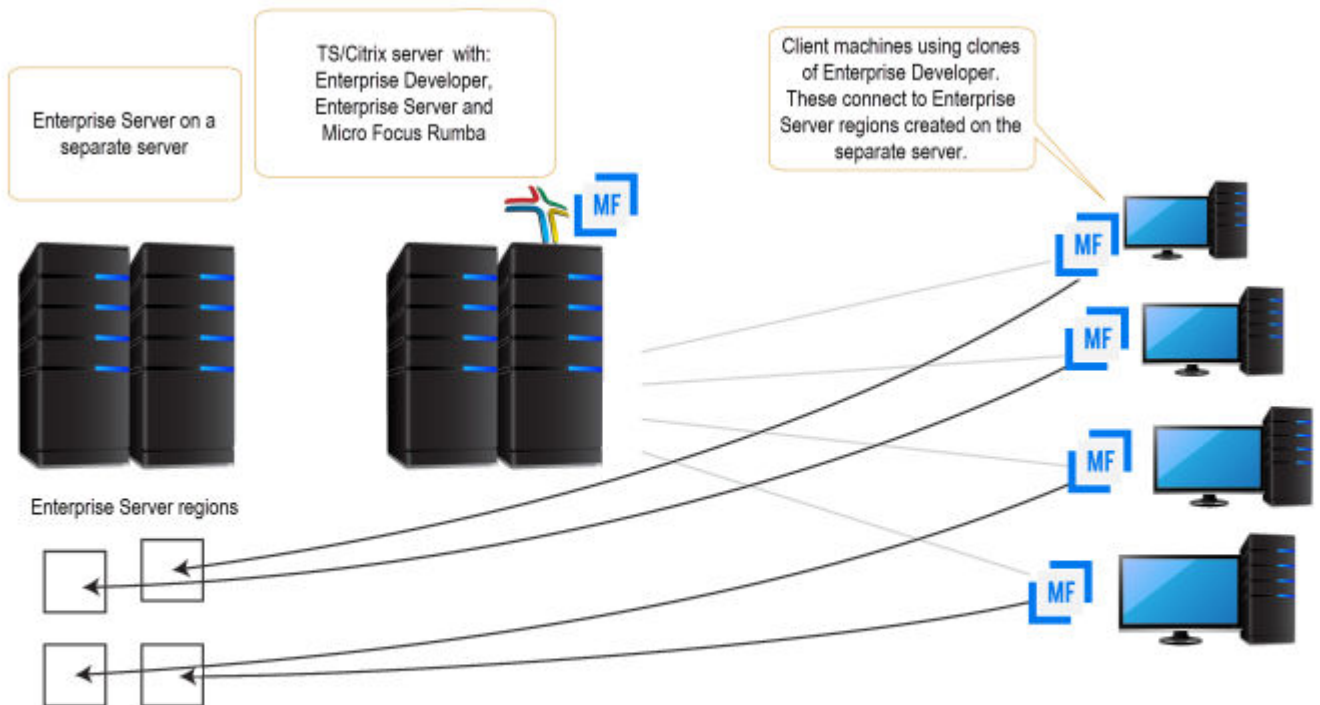 Enterprise Server on a
separate server
TS/Citrix server with:
Enterprise Developer,
Enterprise Server and
Micro Focus Rumba
Client machines using clones
of Enterprise Developer.
These connect to Enterprise
Server regions created on the
separate server.
MF
MF
MF
MF
MF
Enterprise Server regions